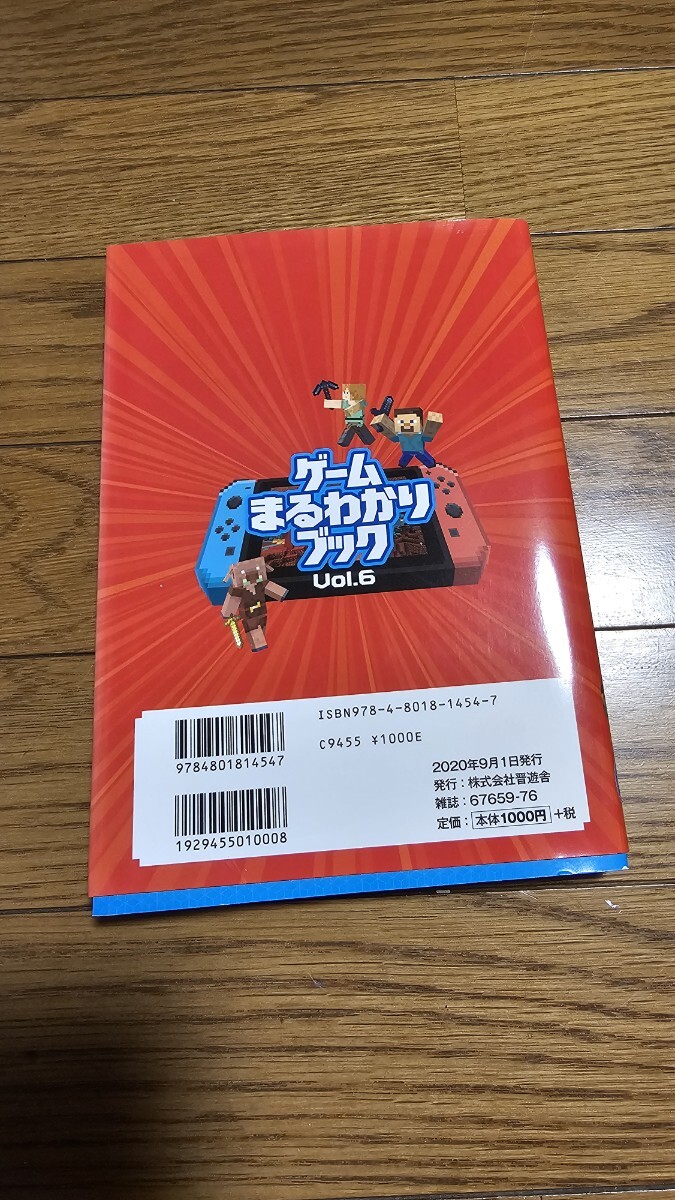 ゲーム
まるわかり
ブック
Vol.6
ISBN978-4-8018-1454-7
C9455 ¥1000E
9784801814547
1929455010008
2020年9月1日発行
発行：株式会社晋遊舎
雑誌：67659-76
定価：本体1000円+税